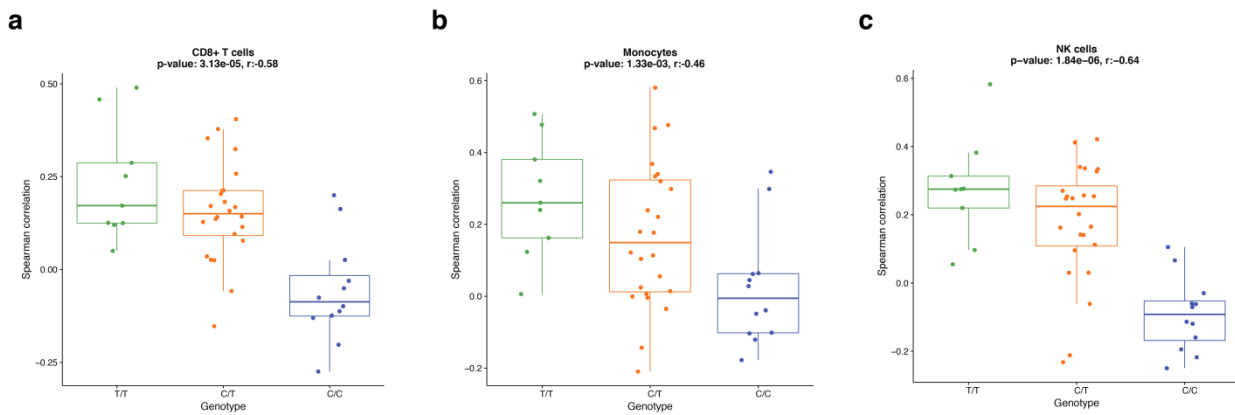 a
CD8+ T cells
p-value: 3.13e-05, r:-0.58
0.50
0.25
0.00
−0.25
Spearman correlation
T/T
C/T
C/C
Genotype
b
Monocytes
p-value: 1.33e-03, r:-0.46
0.6
0.4
0.2
0.0
−0.2
Spearman correlation
T/T
C/T
C/C
Genotype
c
NK cells
p−value: 1.84e−06, r:−0.64
0.6
0.4
0.2
0.0
−0.2
Spearman correlation
T/T
C/T
C/C
Genotype